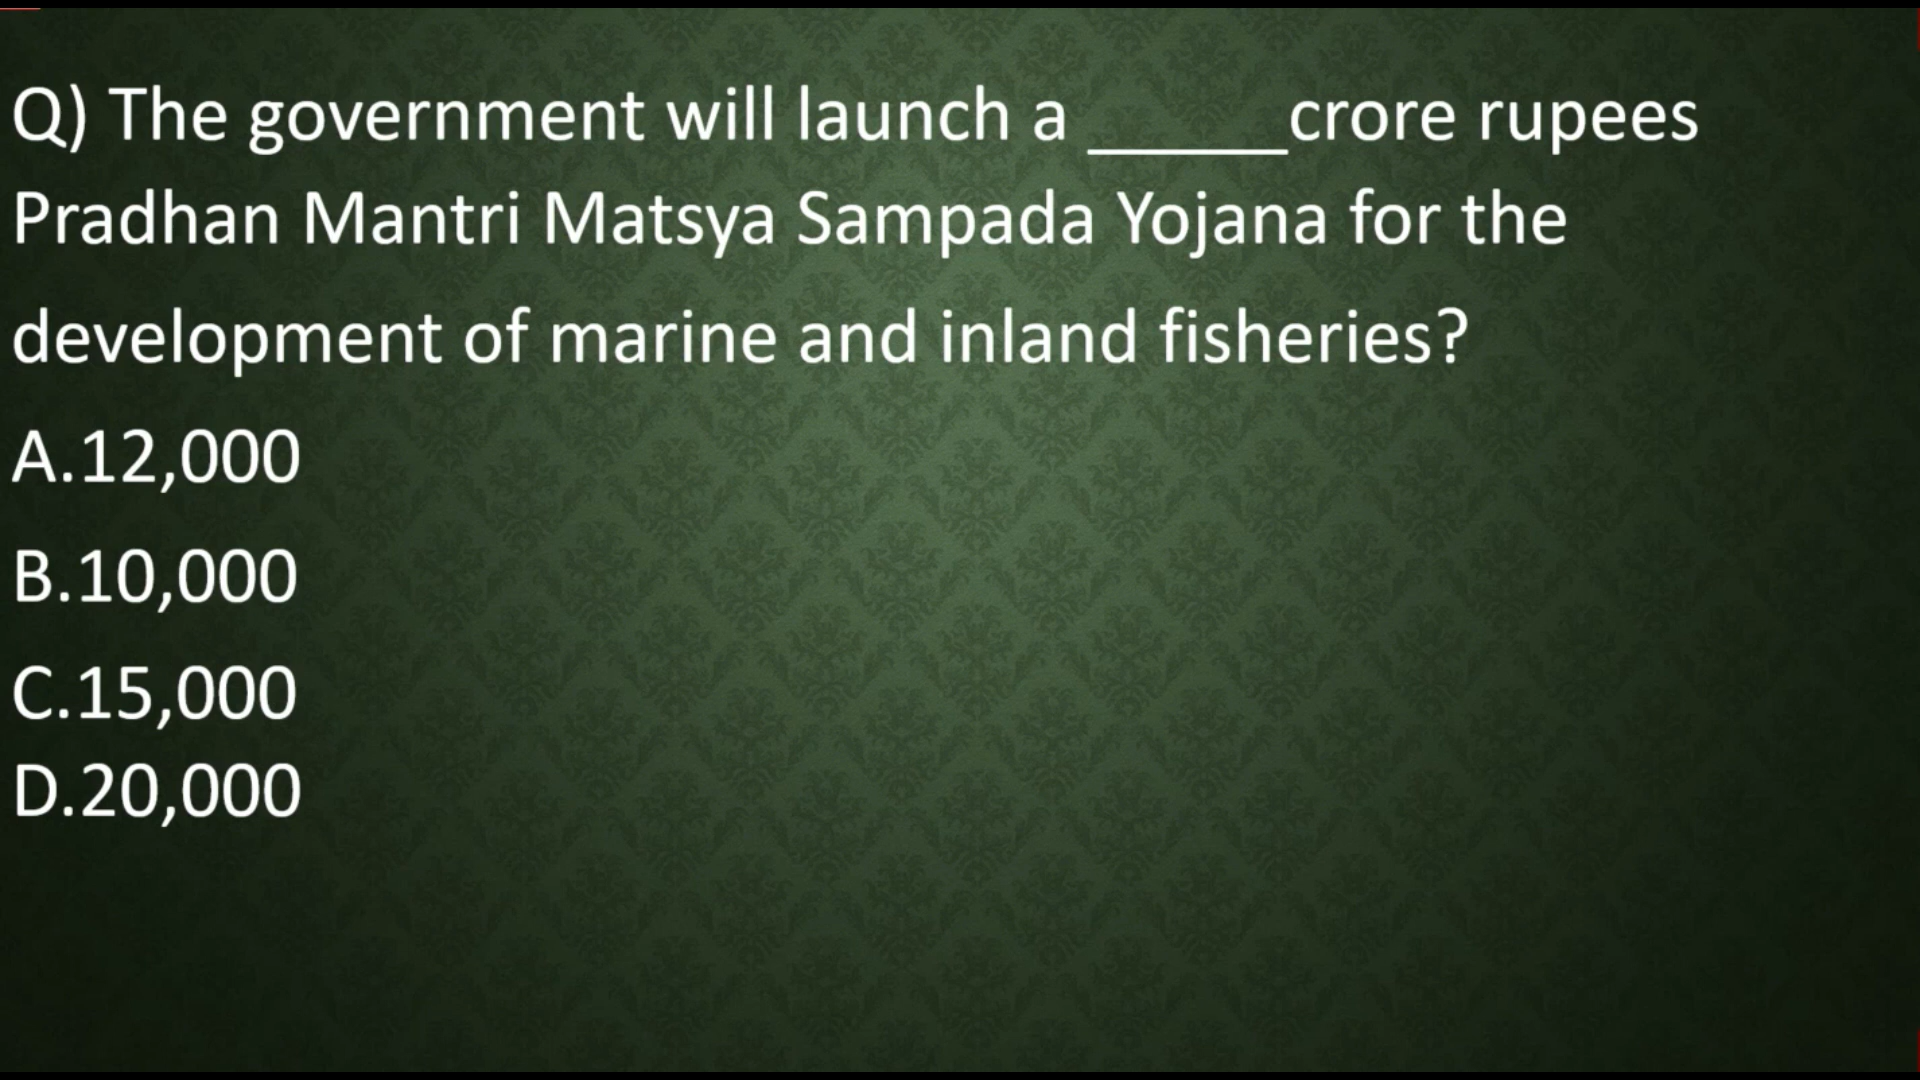 Q) The government will launch a ______crore rupees
Pradhan Mantri Matsya Sampada Yojana for the
development of marine and inland fisheries?
A.12,000
B.10,000
C.15,000
D.20,000